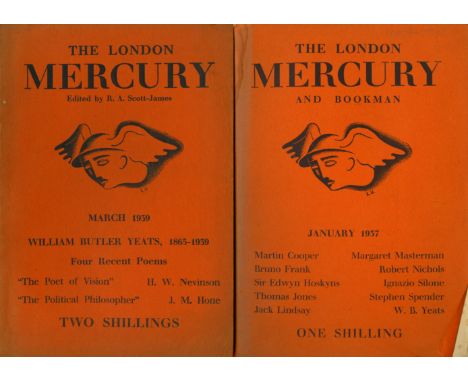 THE LONDON
MERCURY
Edited by R. A. Scott-James
MARCH 1939
WILLIAM BUTLER YEATS, 1865-1939
Four Recent Poems
"The Poet of Vision" H. W. Nevinson
"The Political Philosopher" J. M. Hone
TWO SHILLINGS
THE LONDON
MERCURY
AND BOOKMAN
JANUARY 1937
Martin Cooper Margaret Masterman
Bruno Frank Robert Nichols
Sir Edwyn Hoskyns Ignazio Silone
Thomas Jones Stephen Spender
Jack Lindsay W. B. Yeats
ONE SHILLING